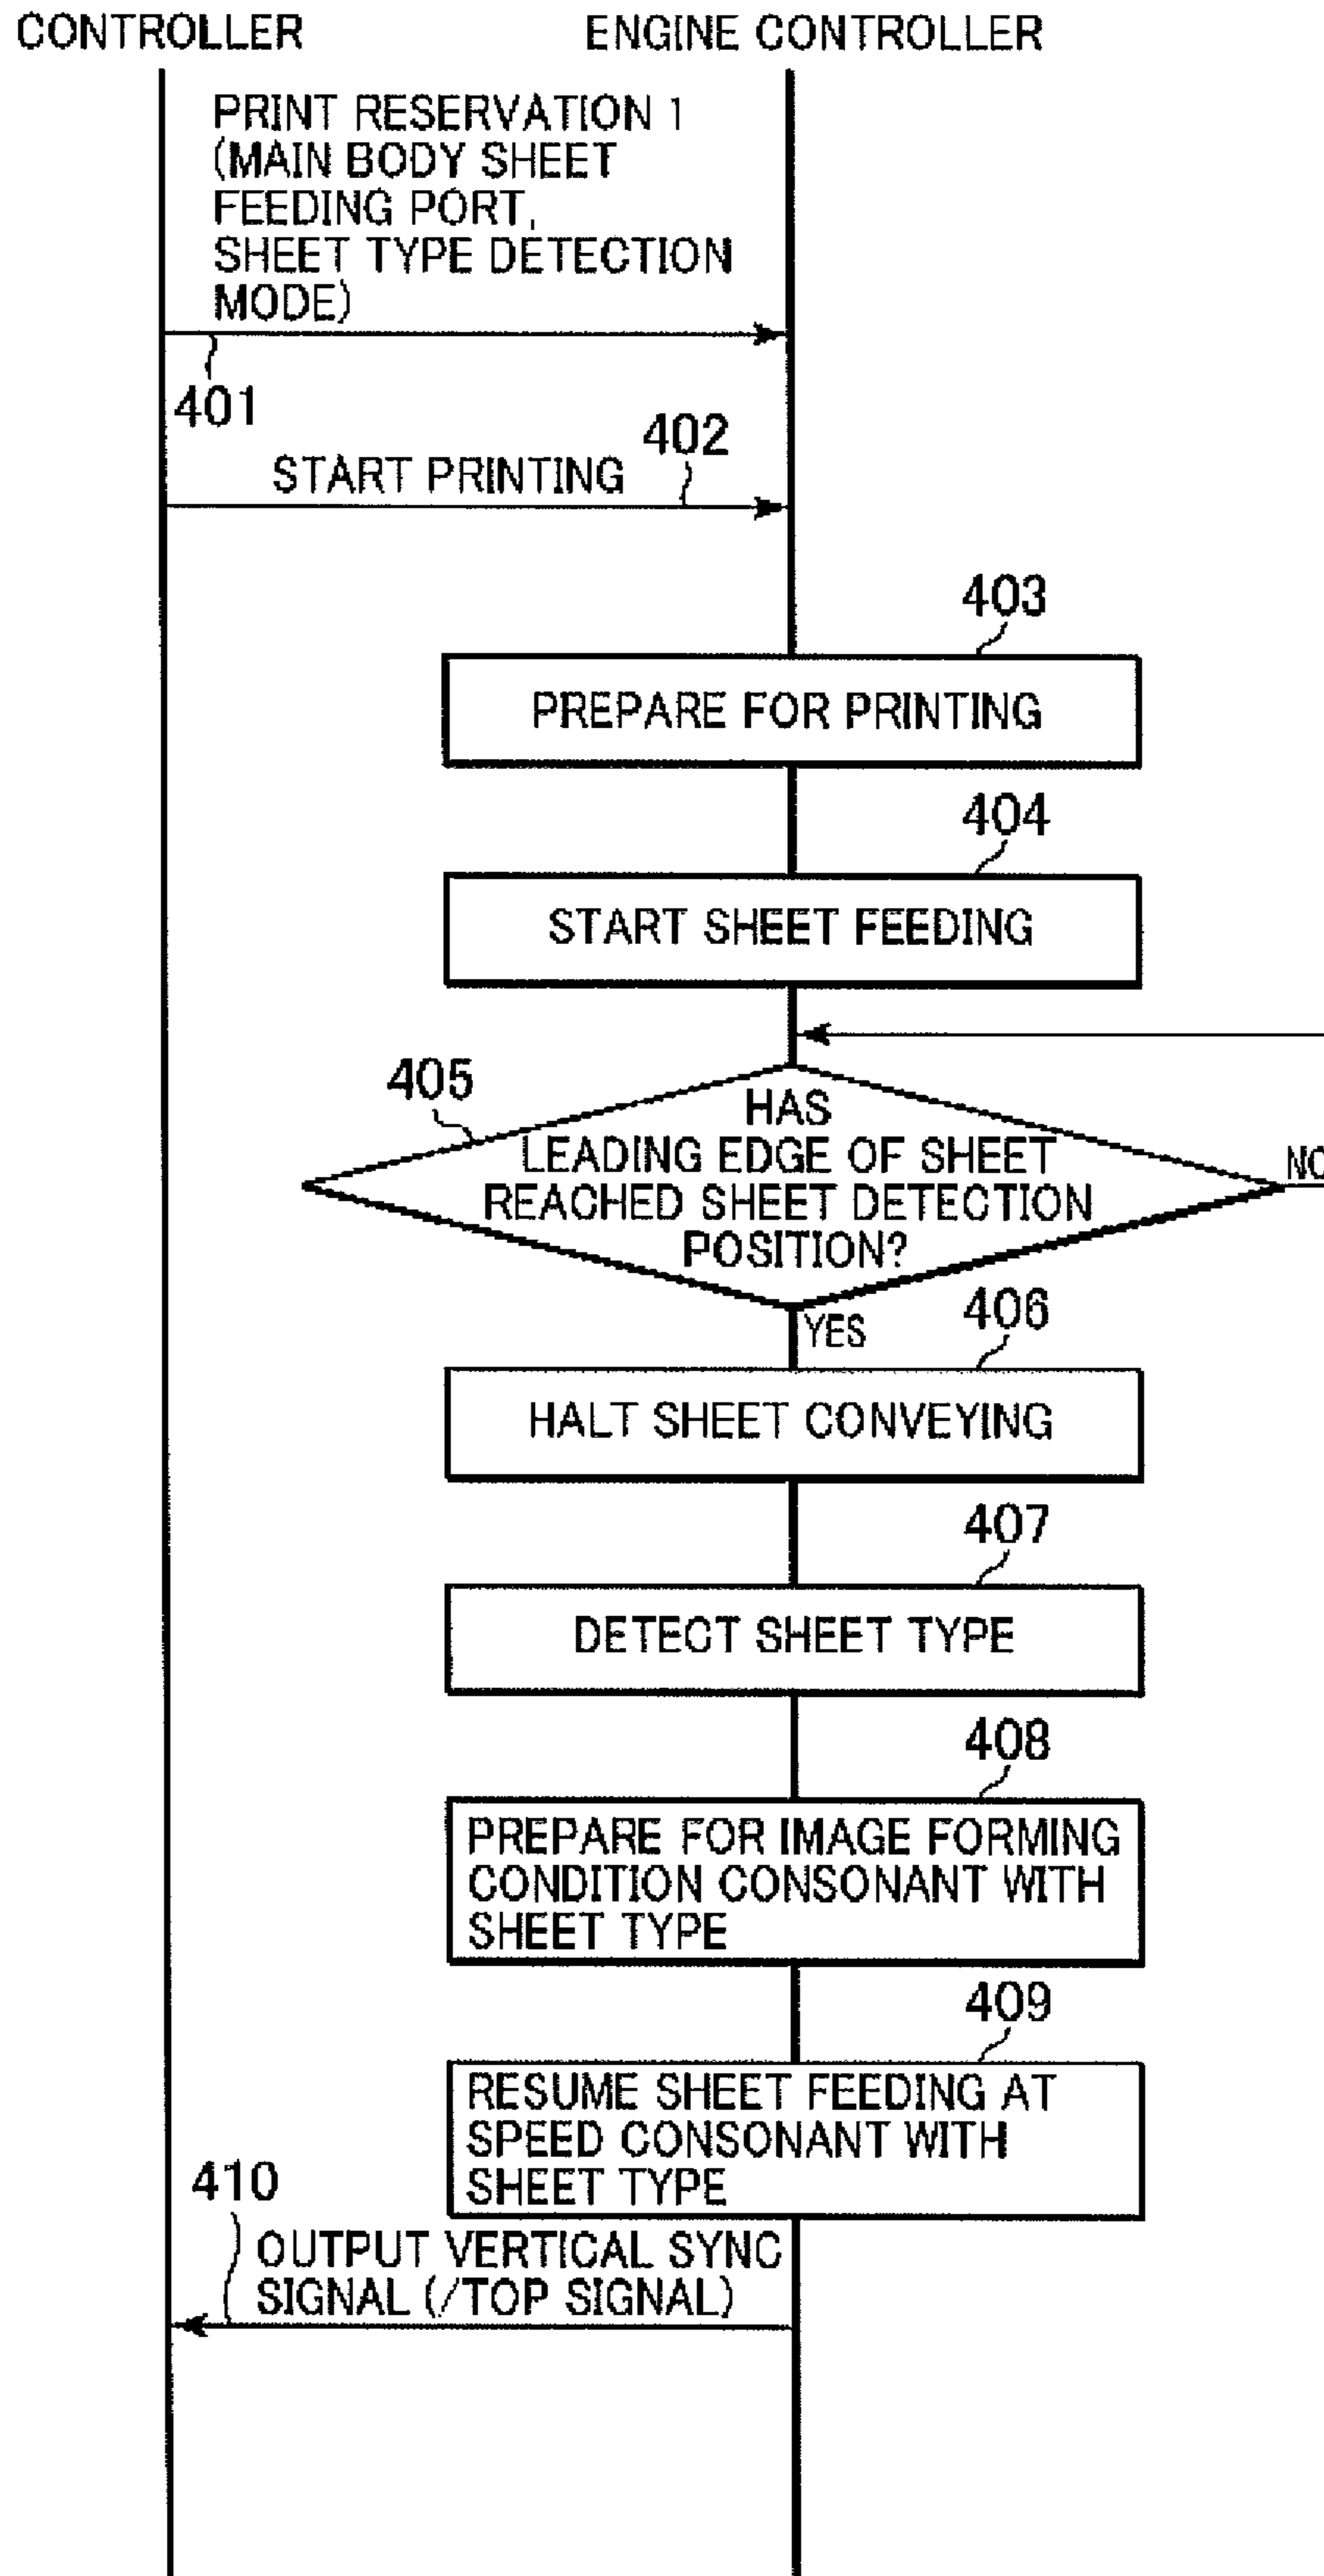 CONTROLLER
ENGINE CONTROLLER
PRINT RESERVATION 1
(MAIN BODY SHEET
FEEDING PORT,
SHEET TYPE DETECTION
MODE)
401
402
START PRINTING
403
PREPARE FOR PRINTING
404
START SHEET FEEDING
405
HAS
LEADING EDGE OF SHEET
REACHED SHEET DETECTION
POSITION?
NO
YES
406
HALT SHEET CONVEYING
407
DETECT SHEET TYPE
408
PREPARE FOR IMAGE FORMING
CONDITION CONSONANT WITH
SHEET TYPE
409
RESUME SHEET FEEDING AT
SPEED CONSONANT WITH
SHEET TYPE
410
OUTPUT VERTICAL SYNC
SIGNAL (/TOP SIGNAL)